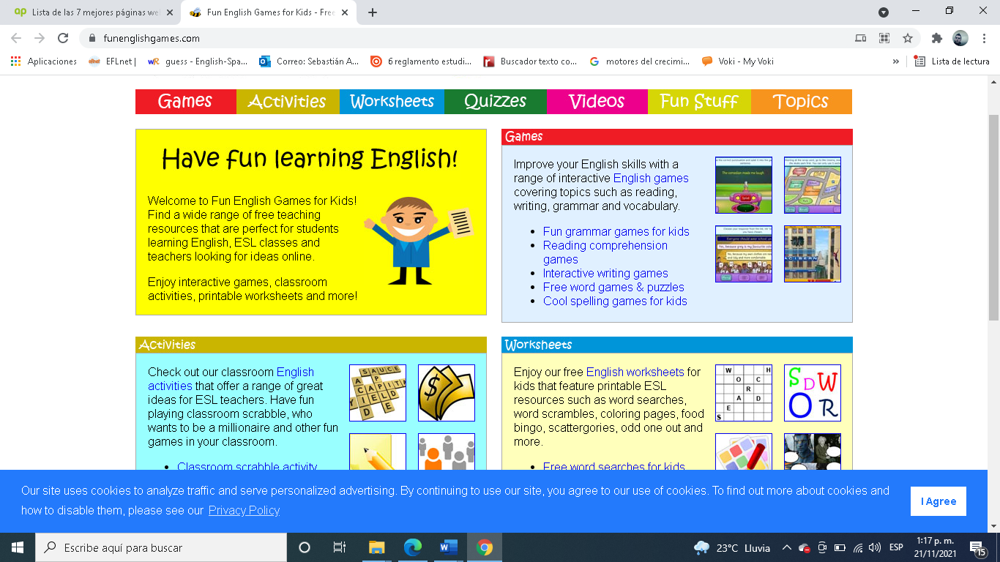 Lista de las 7 mejores páginas we
Fun English Games for Kids - Free
funenglishgames.com
Aplicaciones
EFLnet |
guess - English-Spa...
Correo: Sebastián A...
6 reglamento estudi...
Buscador texto co...
motores del crecimi...
Voki - My Voki
»
Lista de lectura
Games Activities Worksheets Quizzes Videos Fun Stuff Topics
Have fun learning English!
Welcome to Fun English Games for Kids!
Find a wide range of free teaching
resources that are perfect for students
learning English, ESL classes and
teachers looking for ideas online.
Enjoy interactive games, classroom
activities, printable worksheets and more!
Games
Improve your English skills with a
range of interactive English games
covering topics such as reading,
writing, grammar and vocabulary.
• Fun grammar games for kids
• Reading comprehension
games
• Interactive writing games
• Free word games & puzzles
• Cool spelling games for kids
The comedian made me laugh
Activities
Check out our classroom English
activities that offer a range of great
ideas for ESL teachers. Have fun
playing classroom scrabble, who
wants to be a millionaire and other fun
games in your classroom.
• Classroom scrabble activity
SAUCE
CAPITAL
YIELD
Worksheets
Enjoy our free English worksheets for
kids that feature printable ESL
resources such as word searches,
word scrambles, coloring pages, food
bingo, scattergories, odd one out and
more.
• Free word searches for kids
W H
O C
R
A D
E
S
S D W
O R
Our site uses cookies to analyze traffic and serve personalized advertising. By continuing to use our site, you agree to our use of cookies. To find out more about cookies and
how to disable them, please see our Privacy Policy
I Agree
Escribe aquí para buscar
23°C Lluvia
ESP
1:17 p. m.
21/11/2021
15